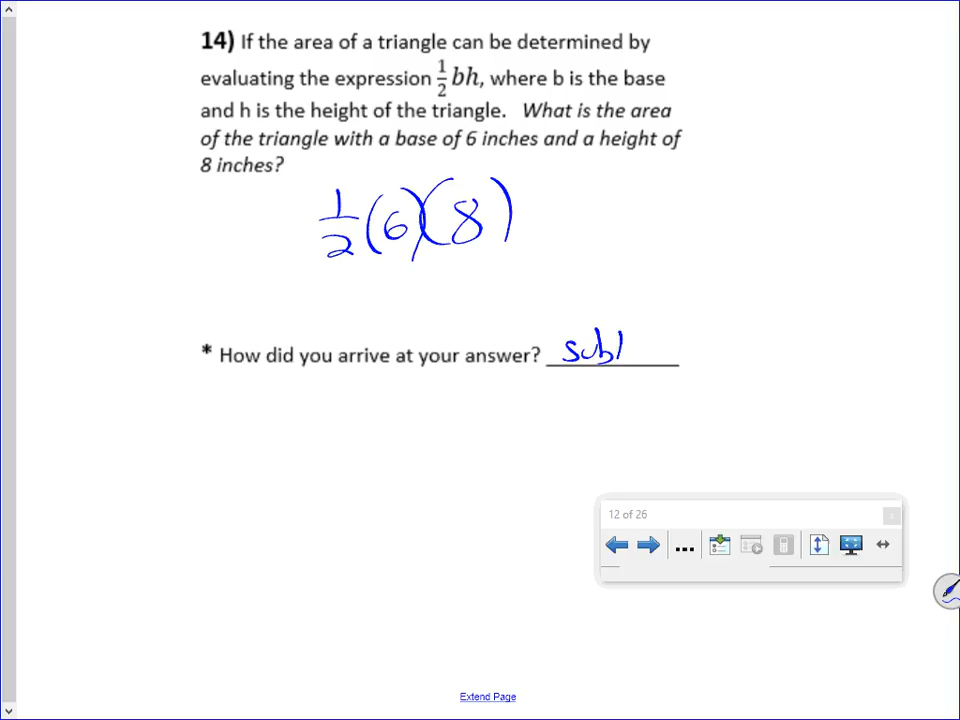 14) If the area of a triangle can be determined by
evaluating the expression 1/2 bh, where b is the base
and h is the height of the triangle. What is the area
of the triangle with a base of 6 inches and a height of
8 inches?
1/2 (6)(8)
* How did you arrive at your answer? sub
12 of 26
Extend Page